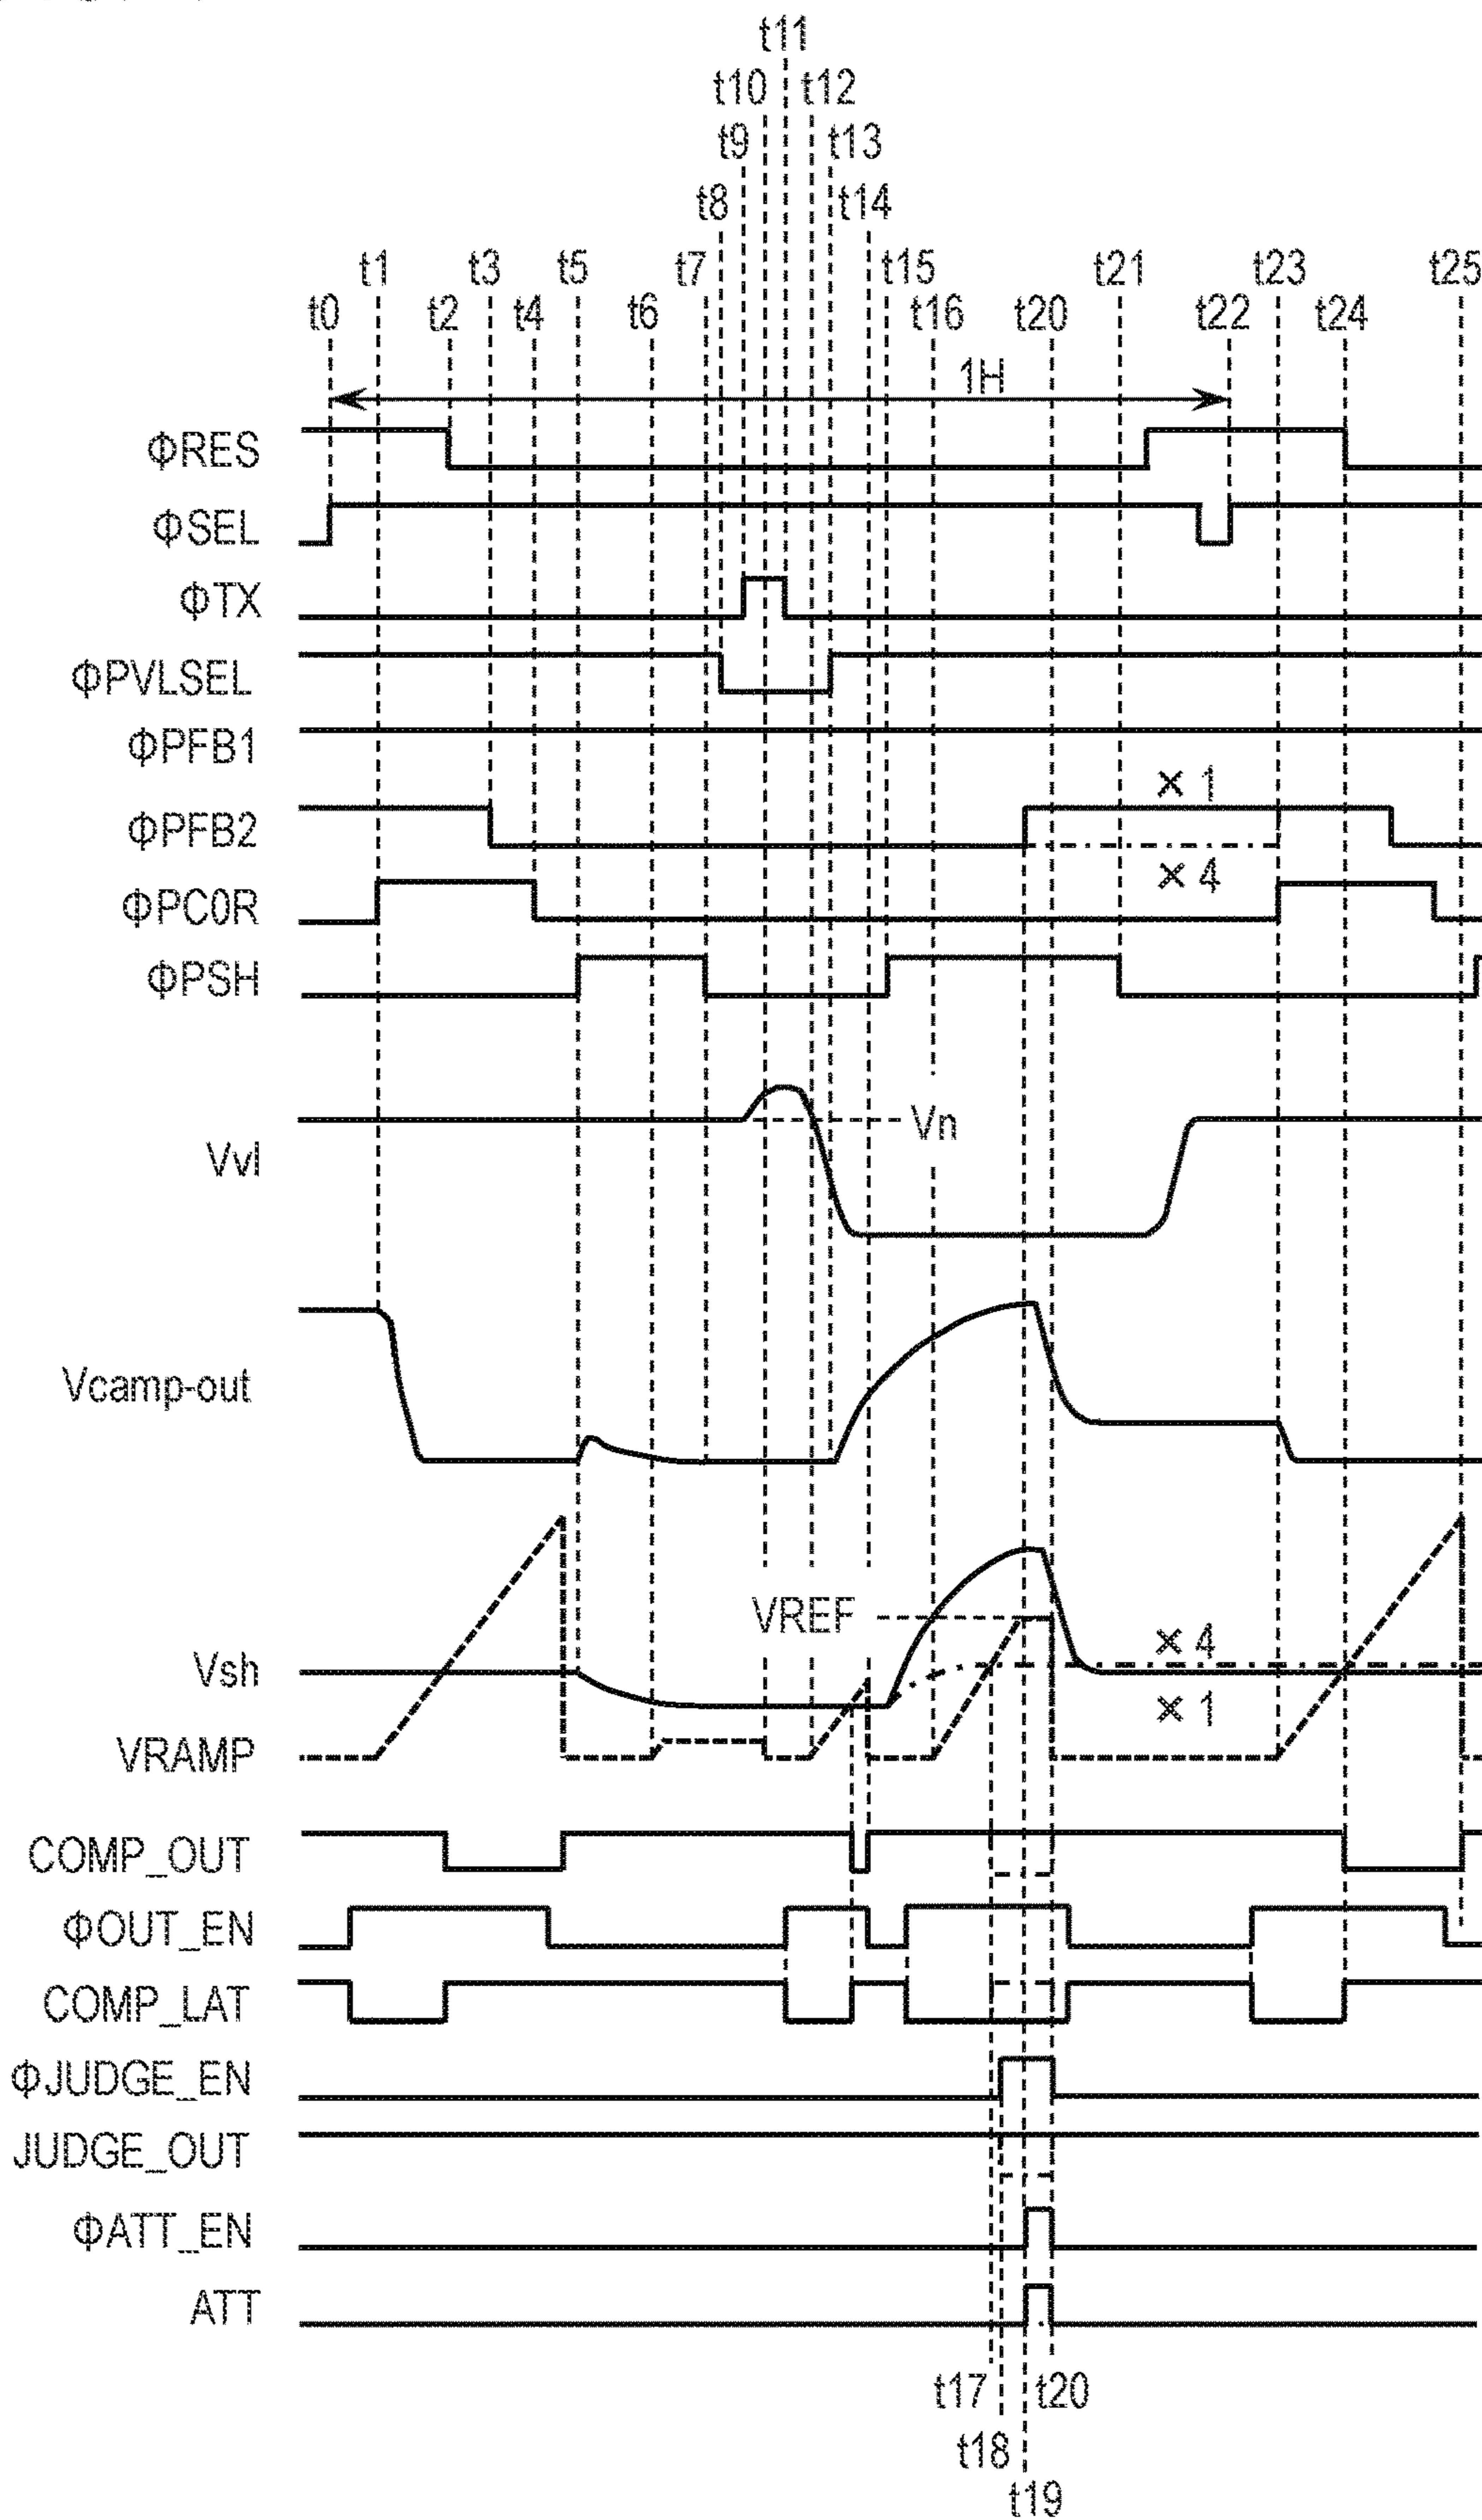 t11
t10 t12
t9 t13
t8 t14
t1 t3 t5 t7 t15 t21 t23 t25
t0 t2 t4 t6 t16 t20 t22 t24
1H
ΦRES
ΦSEL
ΦTX
ΦPVLSEL
ΦPFB1
× 1
ΦPFB2
× 4
ΦPC0R
ΦPSH
Vn
Vvl
Vcamp-out
VREF
× 4
Vsh
× 1
VRAMP
COMP_OUT
ΦOUT_EN
COMP_LAT
ΦJUDGE_EN
JUDGE_OUT
ΦATT_EN
ATT
t17 t20
t18
t19